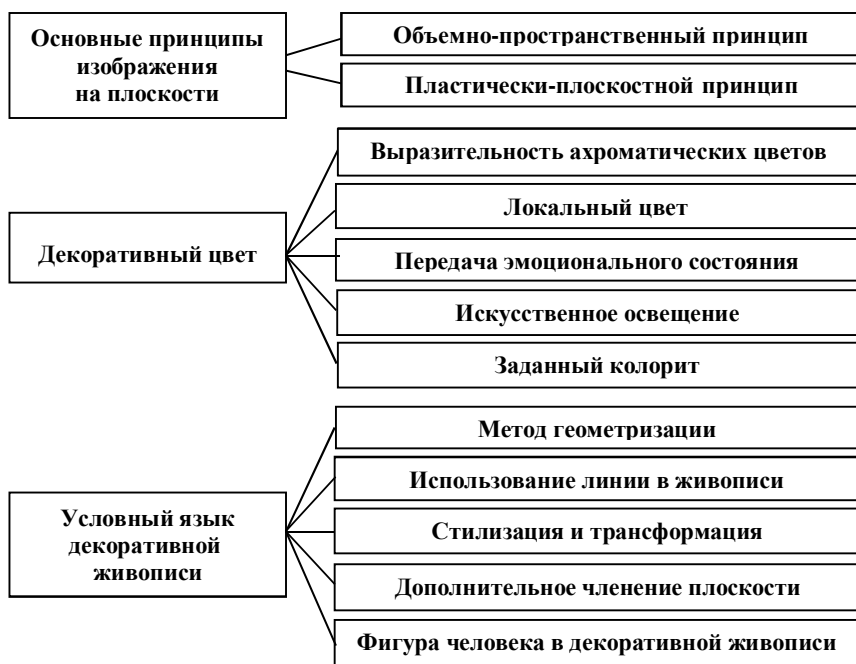 Основные принципы
изображения
на плоскости
Объемно-пространственный принцип
Пластически-плоскостной принцип
Декоративный цвет
Выразительность ахроматических цветов
Локальный цвет
Передача эмоционального состояния
Искусственное освещение
Заданный колорит
Условный язык
декоративной
живописи
Метод геометризации
Использование линии в живописи
Стилизация и трансформация
Дополнительное членение плоскости
Фигура человека в декоративной живописи